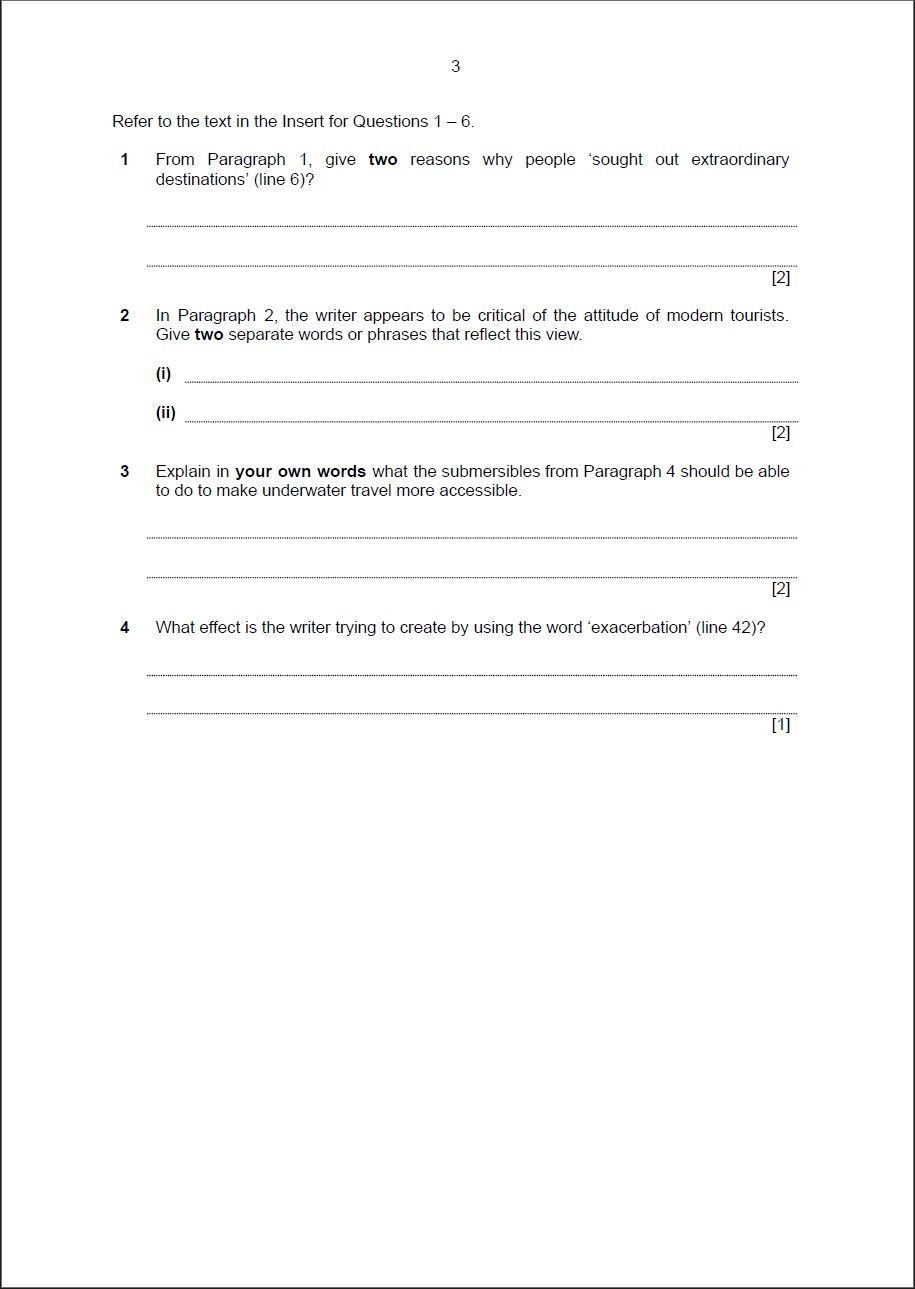 3
Refer to the text in the Insert for Questions 1 – 6.
1 From Paragraph 1, give two reasons why people ‘sought out extraordinary
destinations’ (line 6)?
[2]
2 In Paragraph 2, the writer appears to be critical of the attitude of modern tourists.
Give two separate words or phrases that reflect this view.
(i)
(ii)
[2]
3 Explain in your own words what the submersibles from Paragraph 4 should be able
to do to make underwater travel more accessible.
[2]
4 What effect is the writer trying to create by using the word ‘exacerbation’ (line 42)?
[1]